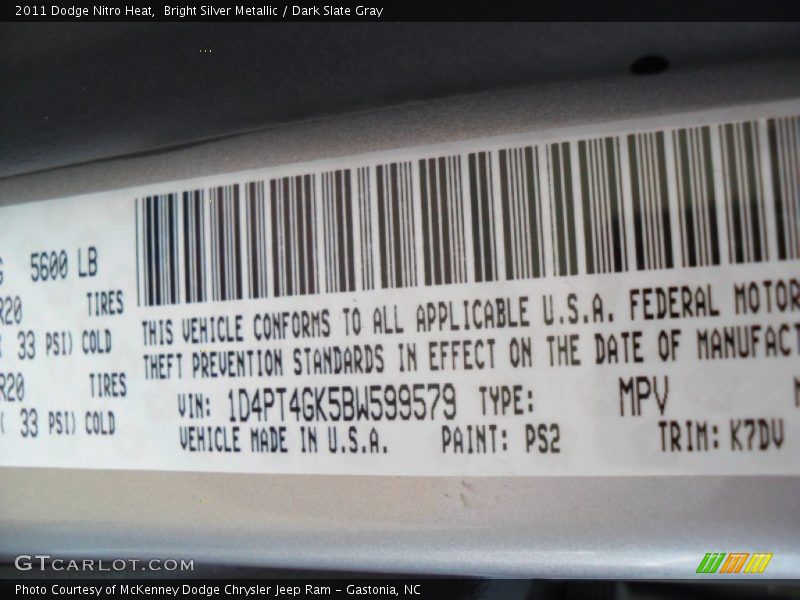 2011 Dodge Nitro Heat,  Bright Silver Metallic / Dark Slate Gray
5600 LB
R20 TIRES
33 PSI) COLD
R20 TIRES
( 33 PSI) COLD
THIS VEHICLE CONFORMS TO ALL APPLICABLE U.S.A. FEDERAL MOTOR
THEFT PREVENTION STANDARDS IN EFFECT ON THE DATE OF MANUFACT
VIN: 1D4PT4GK5BW599579 TYPE: MPV
VEHICLE MADE IN U.S.A. PAINT: PS2 TRIM: K7DV
GTCARLOT.COM
Photo Courtesy of McKenney Dodge Chrysler Jeep Ram - Gastonia, NC